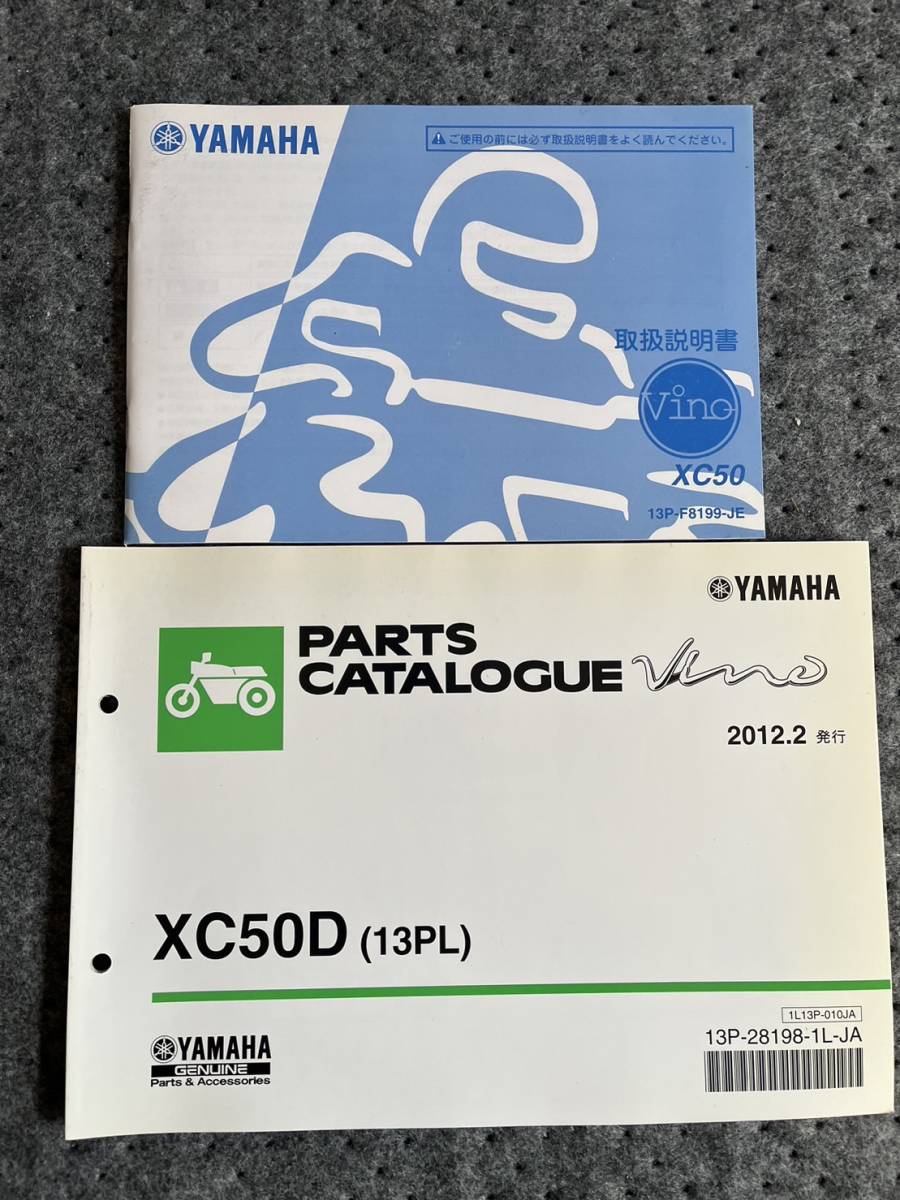 YAMAHA
ご使用の前には必ず取扱説明書をよく読んでください。
取扱説明書
Vino
XC50
13P-F8199-JE
YAMAHA
PARTS
CATALOGUE Vino
2012.2 発行
XC50D (13PL)
1L13P-010JA
13P-28198-1L-JA
YAMAHA
GENUINE
Parts & Accessories